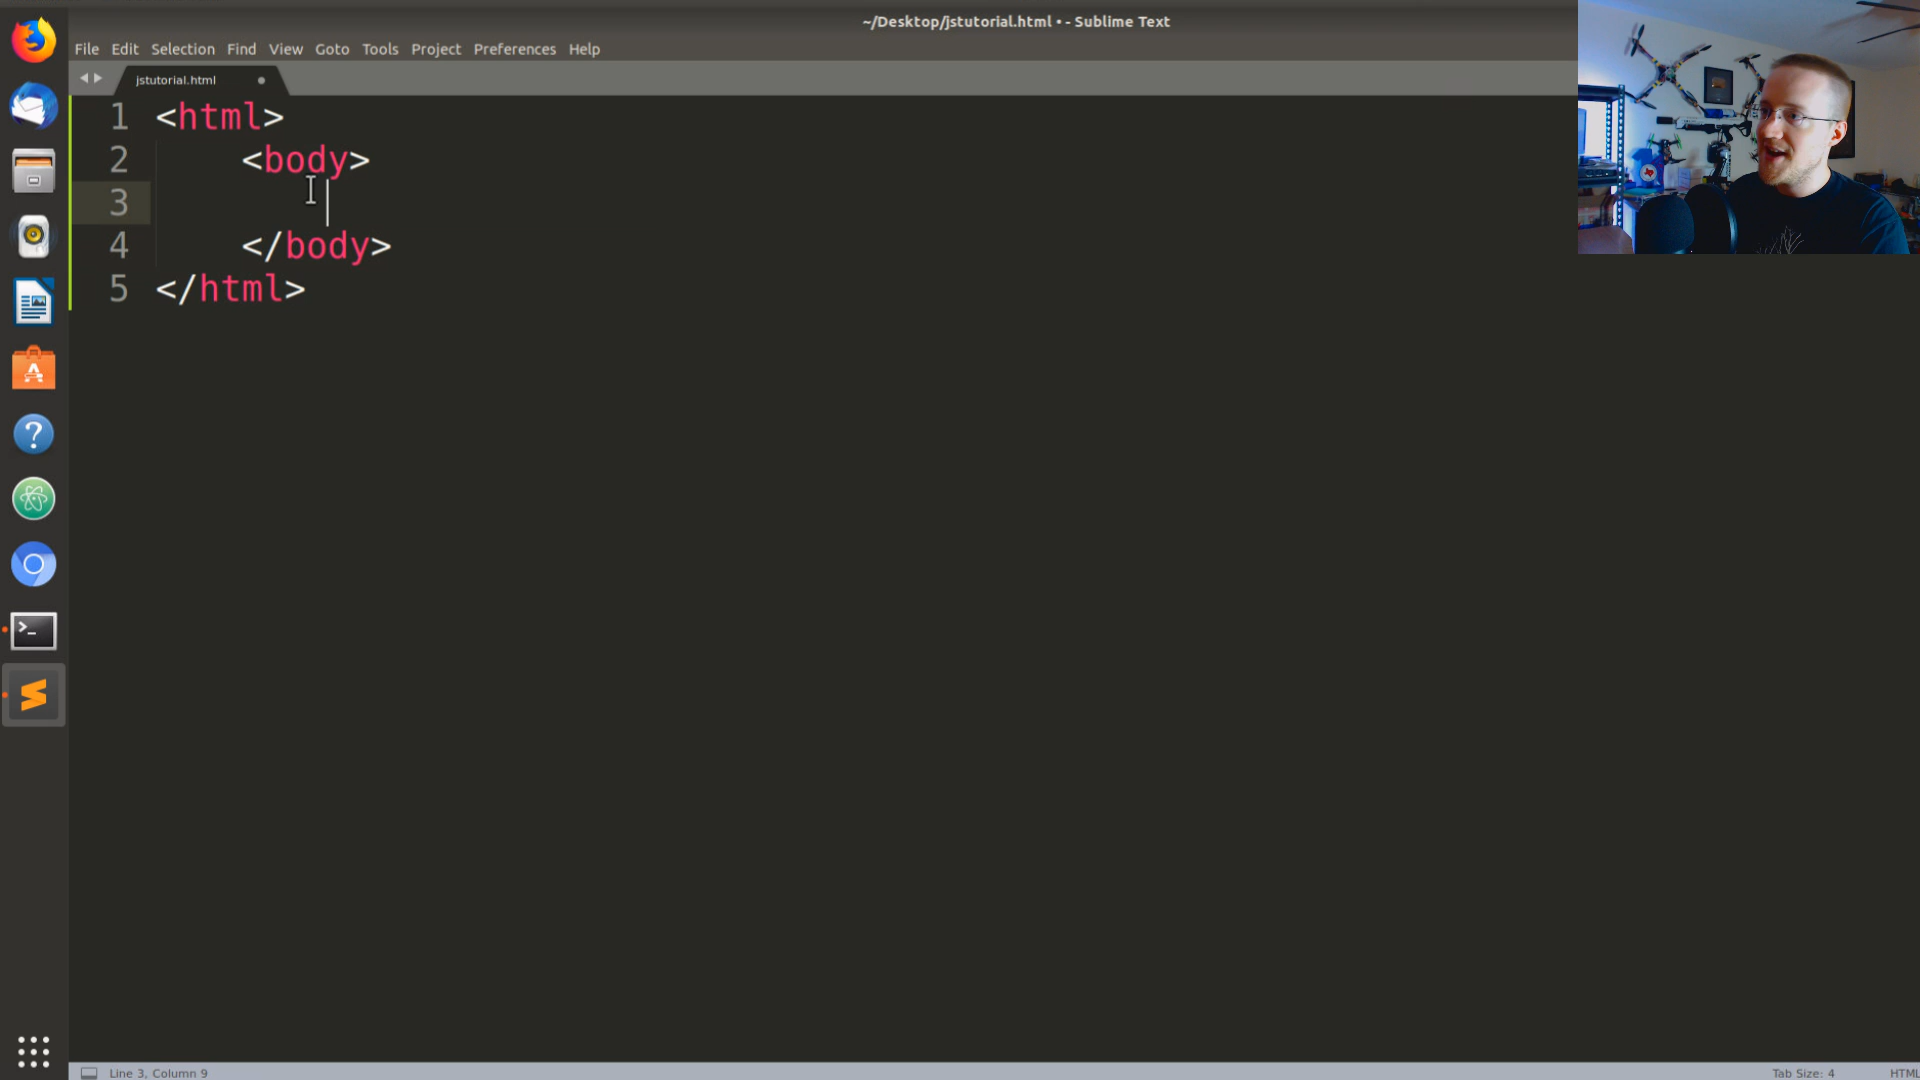 ~/Desktop/jstutorial.html • - Sublime Text
File Edit Selection Find View Goto Tools Project Preferences Help
jstutorial.html
1 <html>
2 <body>
3
4 </body>
5 </html>
Line 3, Column 9
Tab Size: 4
HTML